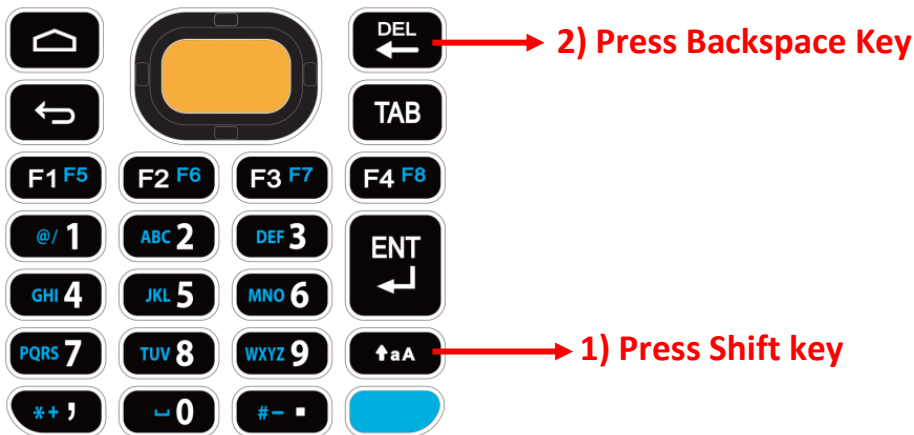 DEL 2) Press Backspace Key
TAB
F1 F5 F2 F6 F3 F7 F4 F8
@/ 1 ABC 2 DEF 3 ENT
GHI 4 JKL 5 MNO 6
PQRS 7 TUV 8 WXYZ 9 aA 1) Press Shift key
*+ , 0 #- .